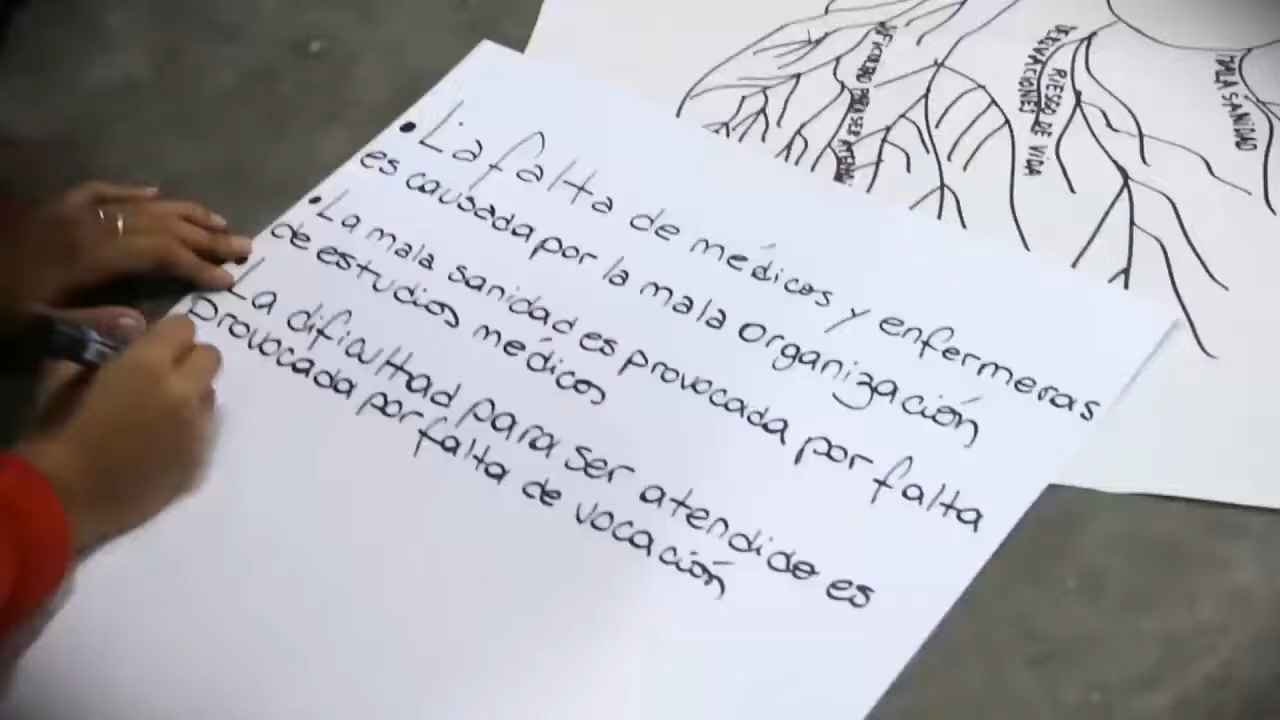 • La falta de médicos y enfermeras
es causada por la mala organización
• La mala sanidad es provocada por falta
de estudios médicos
La dificultad para ser atendido es
provocada por falta de vocación
PARA SER
DERIVACIONES
RIESGO DE VIDA
MALA SANIDAD